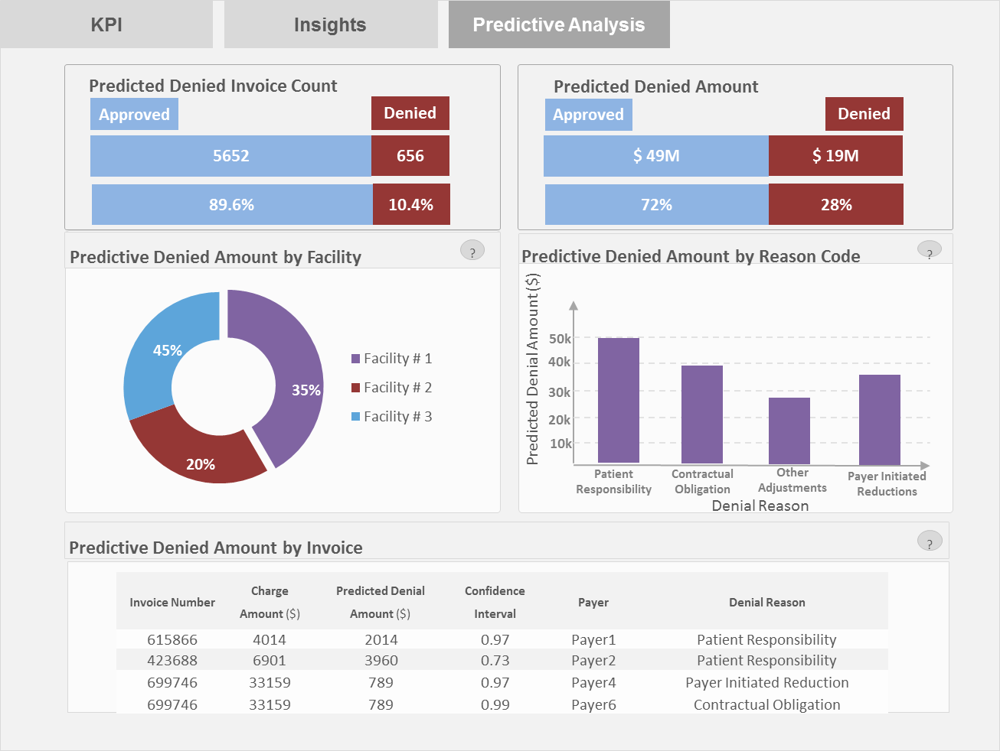 KPI
Insights
Predictive Analysis
Predicted Denied Invoice Count
Approved
Denied
5652
656
89.6%
10.4%
Predicted Denied Amount
Approved
Denied
$ 49M
$ 19M
72%
28%
Predictive Denied Amount by Facility
?
45%
35%
20%
Facility # 1
Facility # 2
Facility # 3
Predictive Denied Amount by Reason Code
?
Predicted Denial Amount ($)
50k
40k
30k
20k
10k
Patient
Responsibility
Contractual
Obligation
Other
Adjustments
Payer Initiated
Reductions
Denial Reason
Predictive Denied Amount by Invoice
?
Invoice Number
Charge
Amount ($)
Predicted Denial
Amount ($)
Confidence
Interval
Payer
Denial Reason
615866 4014 2014 0.97 Payer1 Patient Responsibility
423688 6901 3960 0.73 Payer2 Patient Responsibility
699746 33159 789 0.97 Payer4 Payer Initiated Reduction
699746 33159 789 0.99 Payer6 Contractual Obligation